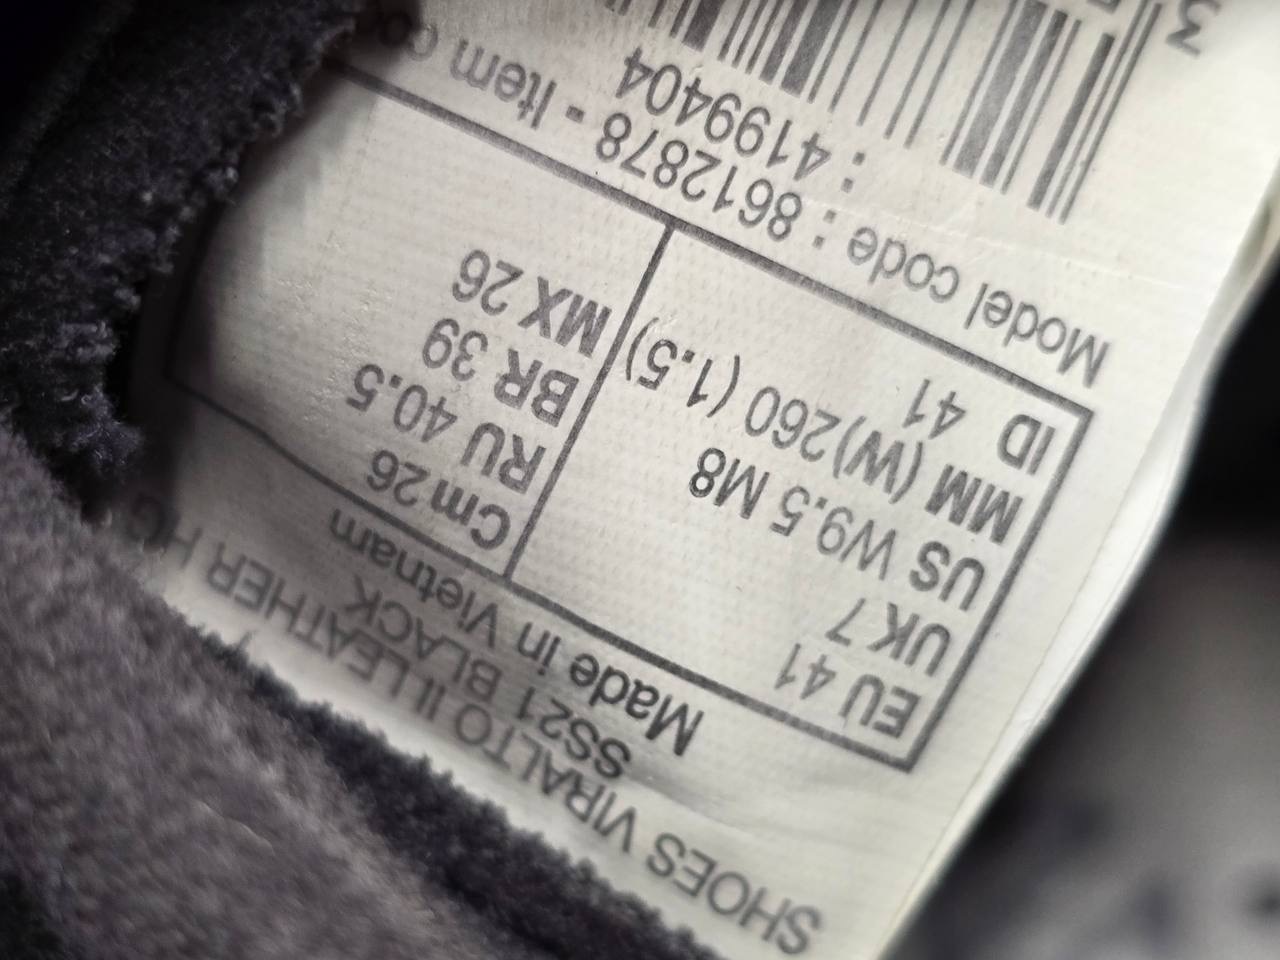 SHOES VIRALTO II LEATHER
SS21 BLACK
Made in Vietnam
EU 41
UK 7
US W9.5 M8
MM (W)260 (1.5)
ID 41
Cm 26
RU 40.5
BR 39
MX 26
Model code : 8612878 - Item
: 4199404
3